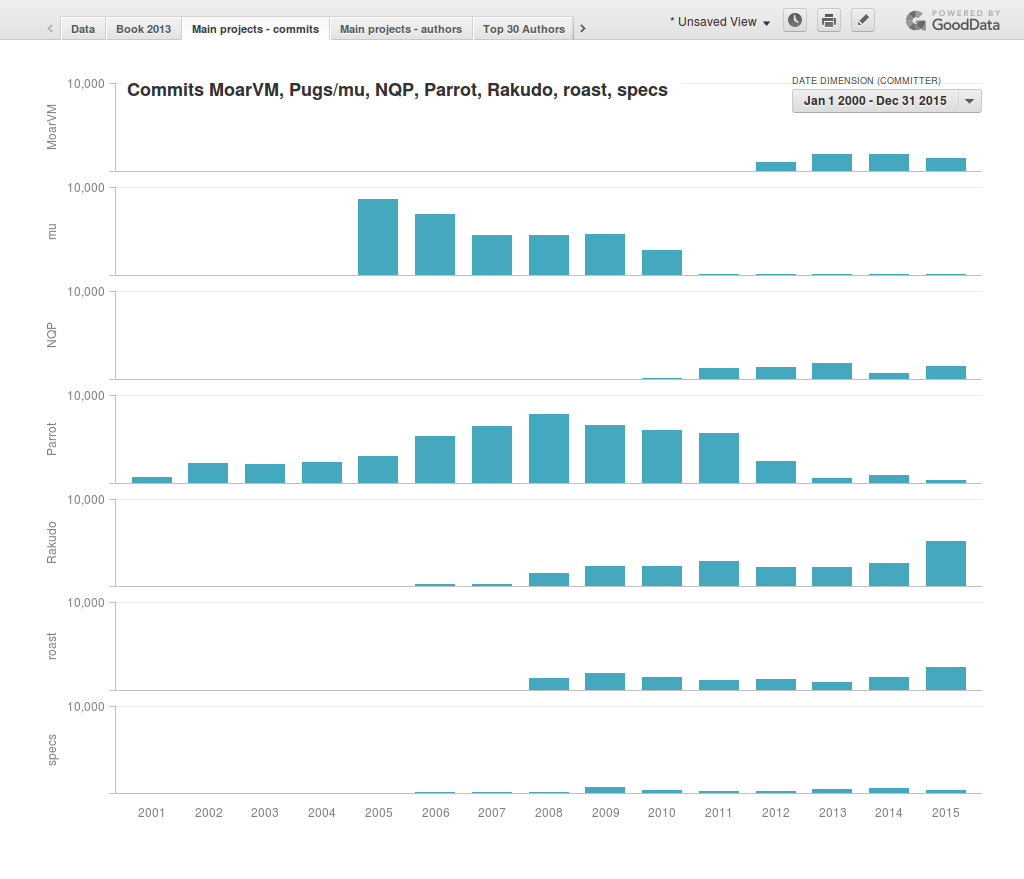 Data
Book 2013
Main projects - commits
Main projects - authors
Top 30 Authors
* Unsaved View
POWERED BY
GoodData
Commits MoarVM, Pugs/mu, NQP, Parrot, Rakudo, roast, specs
DATE DIMENSION (COMMITTER)
Jan 1 2000 - Dec 31 2015
10,000
MoarVM
10,000
mu
10,000
NQP
10,000
Parrot
10,000
Rakudo
10,000
roast
10,000
specs
2001 2002 2003 2004 2005 2006 2007 2008 2009 2010 2011 2012 2013 2014 2015